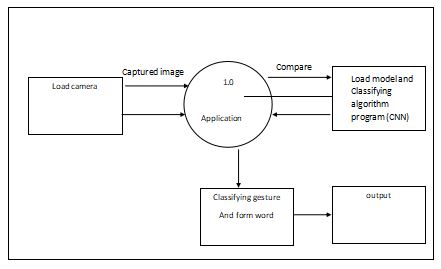 Captured image
Compare
Load camera
1.0
Application
Load model and
Classifying
algorithm
program (CNN)
Classifying gesture
And form word
output